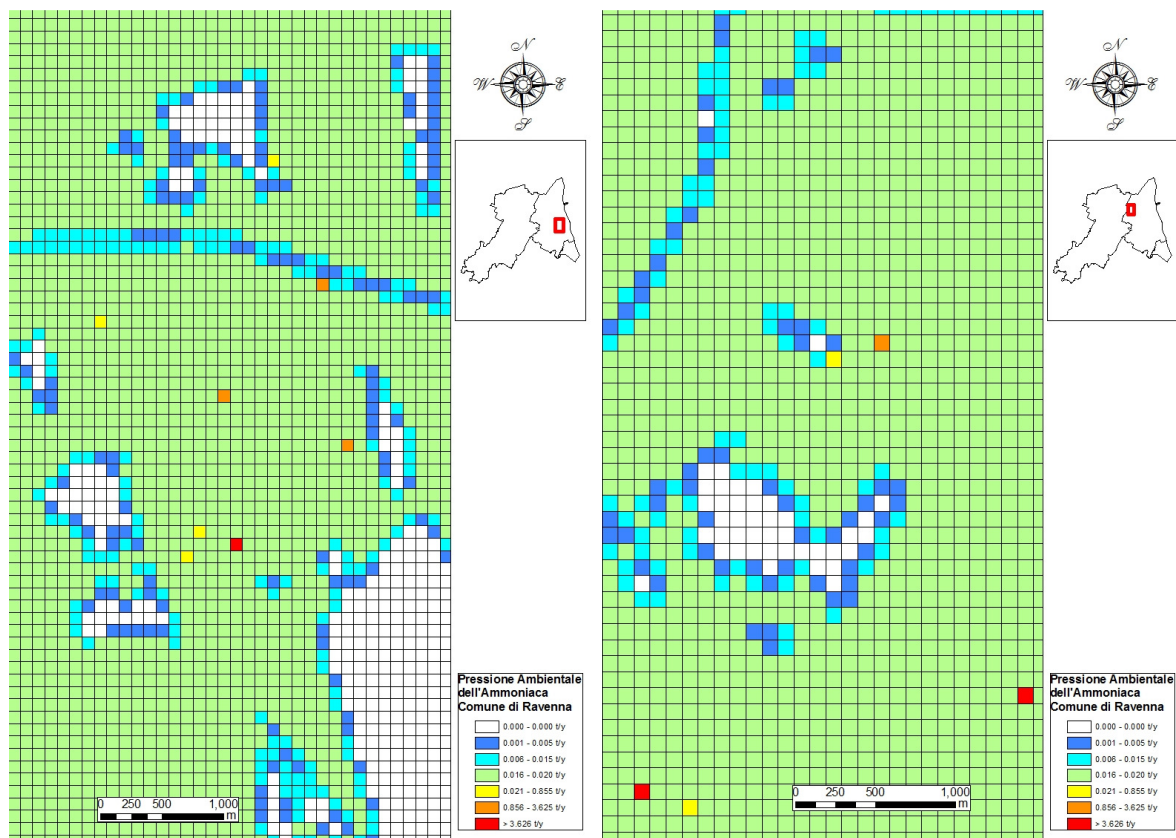 N
W
E
S
Pressione Ambientale
dell'Ammoniaca
Comune di Ravenna
0.000 - 0.000 t/y
0.001 - 0.005 t/y
0.006 - 0.015 t/y
0.016 - 0.020 t/y
0.021 - 0.855 t/y
0.856 - 3.625 t/y
> 3.626 t/y
0 250 500 1,000
m
N
W
E
S
Pressione Ambientale
dell'Ammoniaca
Comune di Ravenna
0.000 - 0.000 t/y
0.001 - 0.005 t/y
0.006 - 0.015 t/y
0.016 - 0.020 t/y
0.021 - 0.855 t/y
0.856 - 3.625 t/y
> 3.626 t/y
0 250 500 1,000
m